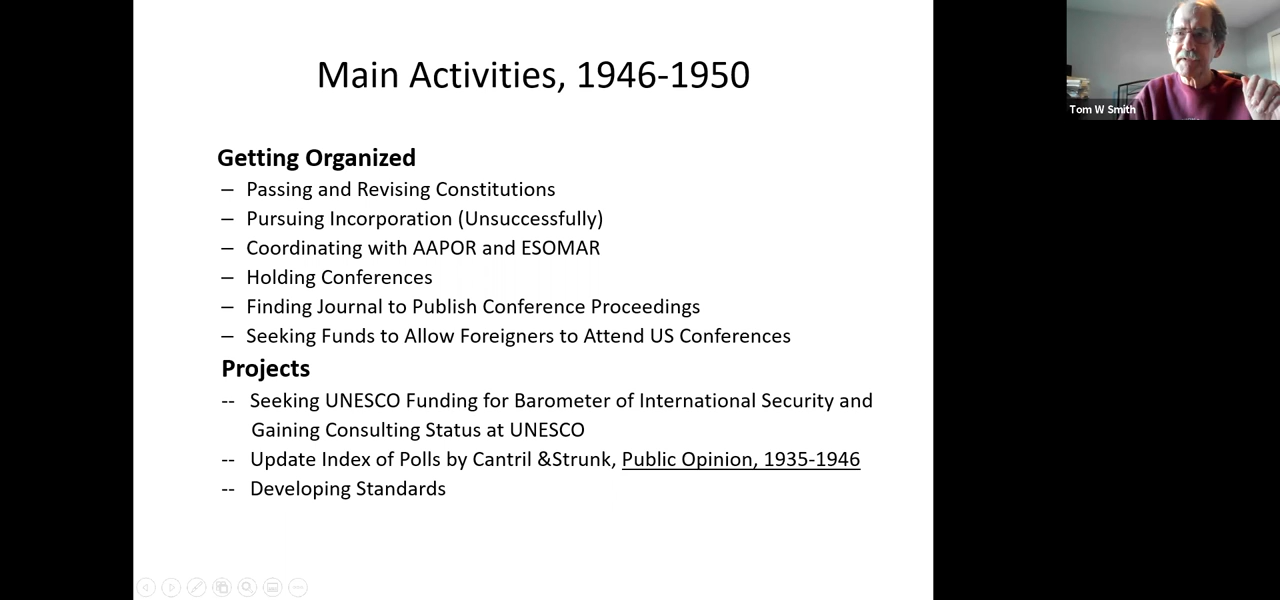 Main Activities, 1946-1950
Tom W Smith
Getting Organized
– Passing and Revising Constitutions
– Pursuing Incorporation (Unsuccessfully)
– Coordinating with AAPOR and ESOMAR
– Holding Conferences
– Finding Journal to Publish Conference Proceedings
– Seeking Funds to Allow Foreigners to Attend US Conferences
Projects
-- Seeking UNESCO Funding for Barometer of International Security and
Gaining Consulting Status at UNESCO
-- Update Index of Polls by Cantril &Strunk, Public Opinion, 1935-1946
-- Developing Standards